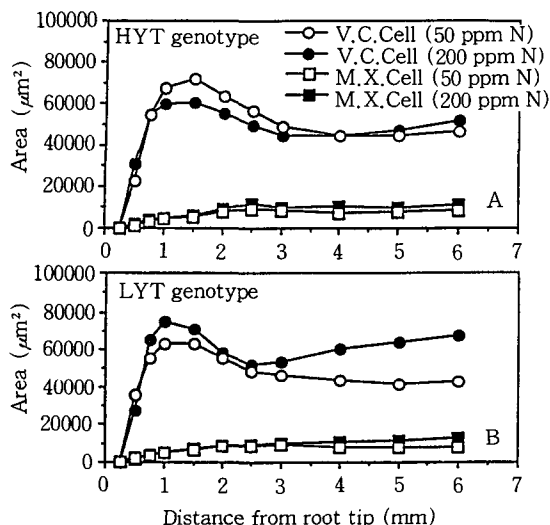 HYT genotype
V.C.Cell (50 ppm N)
V.C.Cell (200 ppm N)
M.X.Cell (50 ppm N)
M.X.Cell (200 ppm N)
Area (μm²)
100000
80000
60000
40000
20000
0
A
0 1 2 3 4 5 6 7
LYT genotype
Area (μm²)
100000
80000
60000
40000
20000
0
B
0 1 2 3 4 5 6 7
Distance from root tip (mm)